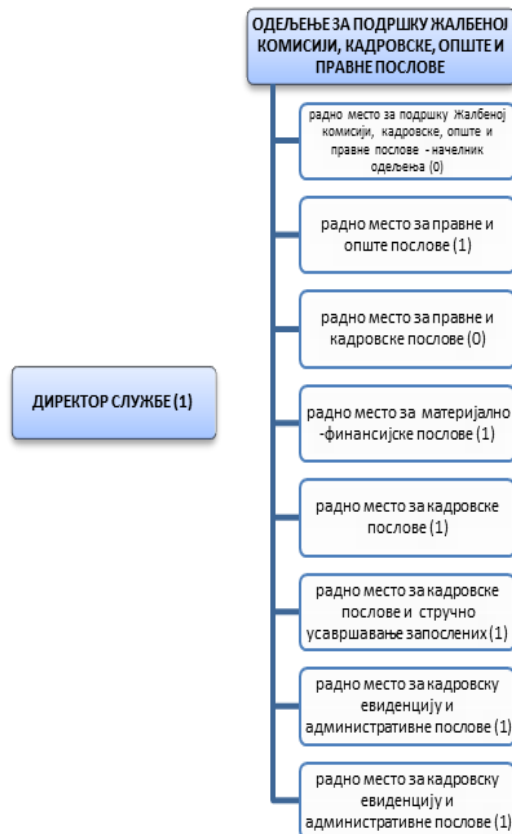 ОДЕЉЕЊЕ ЗА ПОДРШКУ ЖАЛБЕНОЈ
КОМИСИЈИ, КАДРОВСКЕ, ОПШТЕ И
ПРАВНЕ ПОСЛОВЕ
радно место за подршку Жалбеној
комисији, кадровске, опште и
правне послове - начелник
одељења (0)
радно место за правне и
опште послове (1)
радно место за правне и
кадровске послове (0)
ДИРЕКТОР СЛУЖБЕ (1)
радно место за материјално
-финансијске послове (1)
радно место за кадровске
послове (1)
радно место за кадровске
послове и стручно
усавршавање запослених (1)
радно место за кадровску
евиденцију и
административне послове (1)
радно место за кадровску
евиденцију и
административне послове (1)